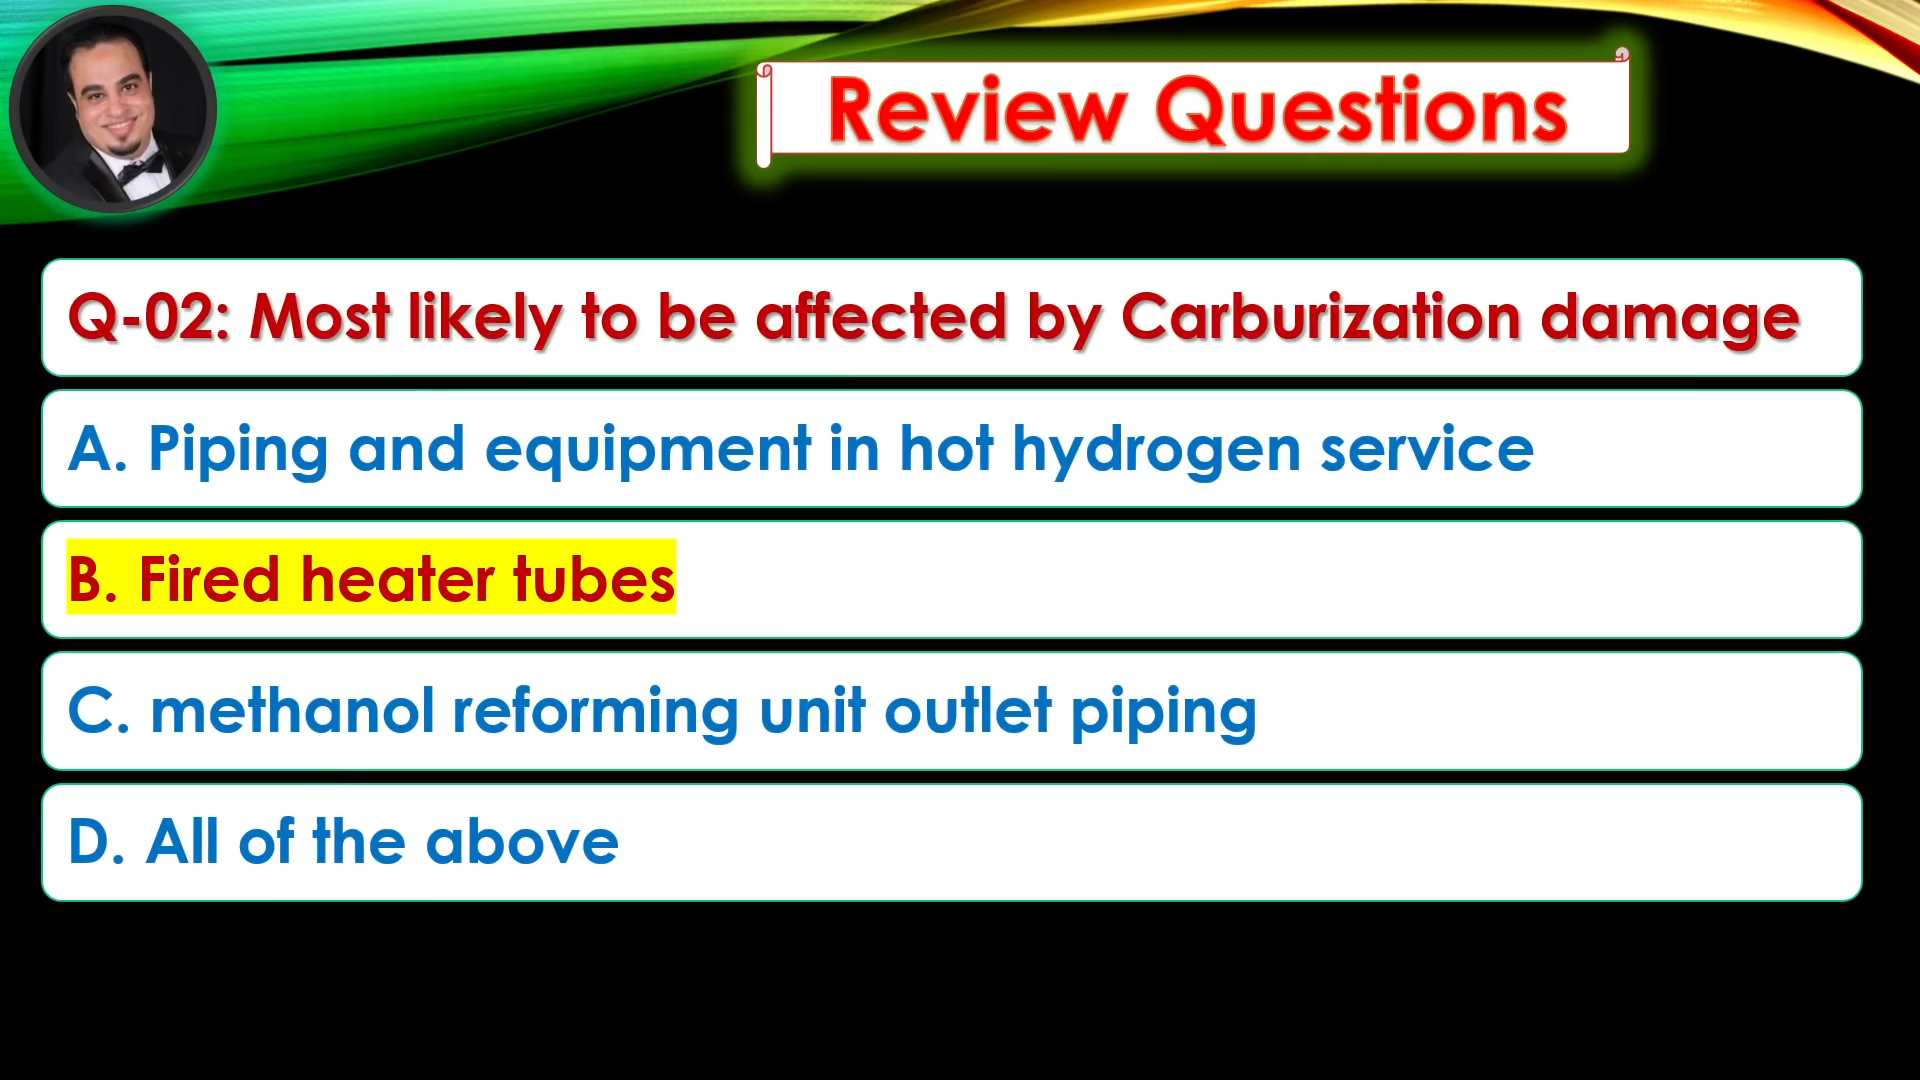 Review Questions
Q-02: Most likely to be affected by Carburization damage
A. Piping and equipment in hot hydrogen service
B. Fired heater tubes
C. methanol reforming unit outlet piping
D. All of the above